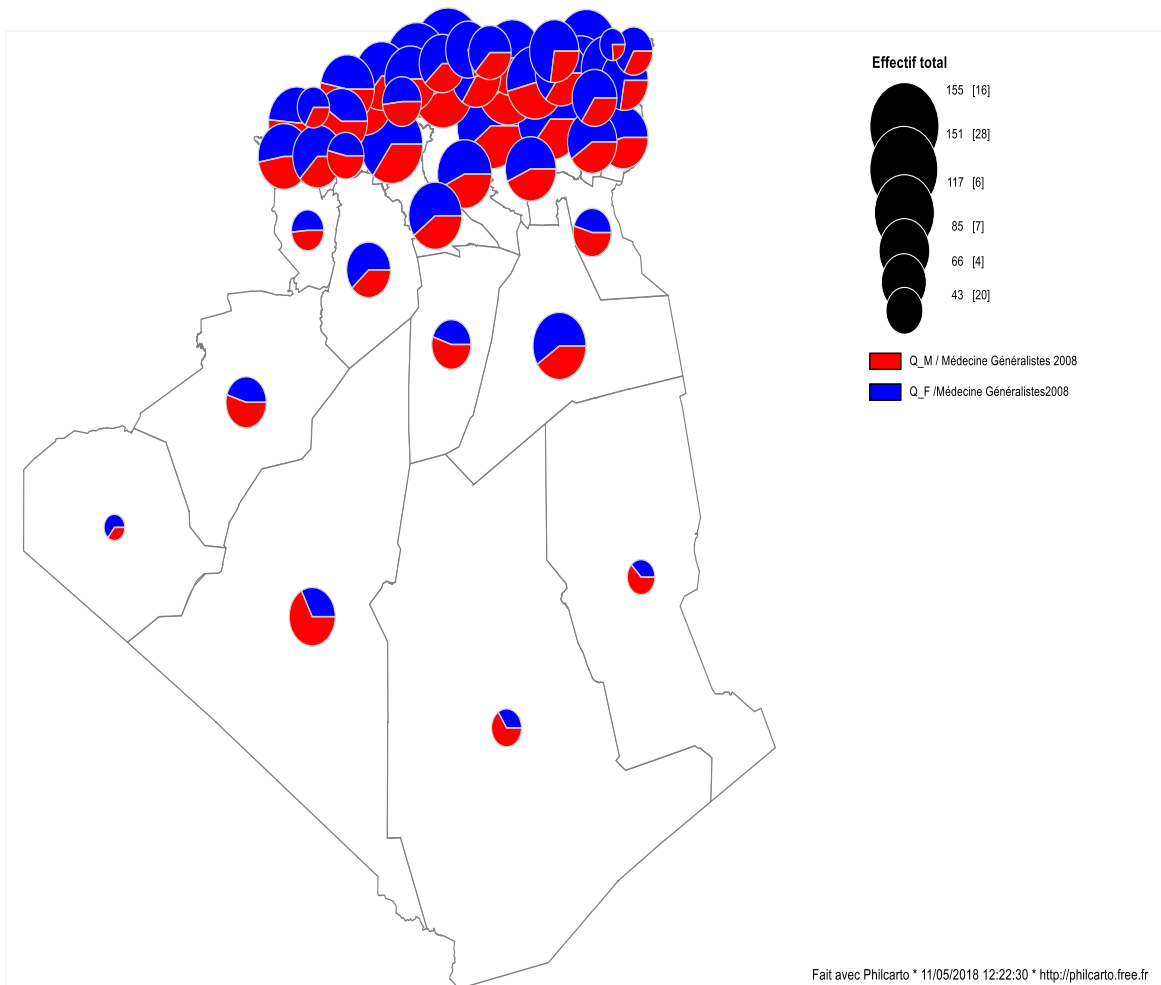 Effectif total
155 [16]
151 [28]
117 [6]
85 [7]
66 [4]
43 [20]
Q_M / Médecine Généralistes 2008
Q_F /Médecine Généralistes2008
Fait avec Philcarto * 11/05/2018 12:22:30 * http://philcarto.free.fr